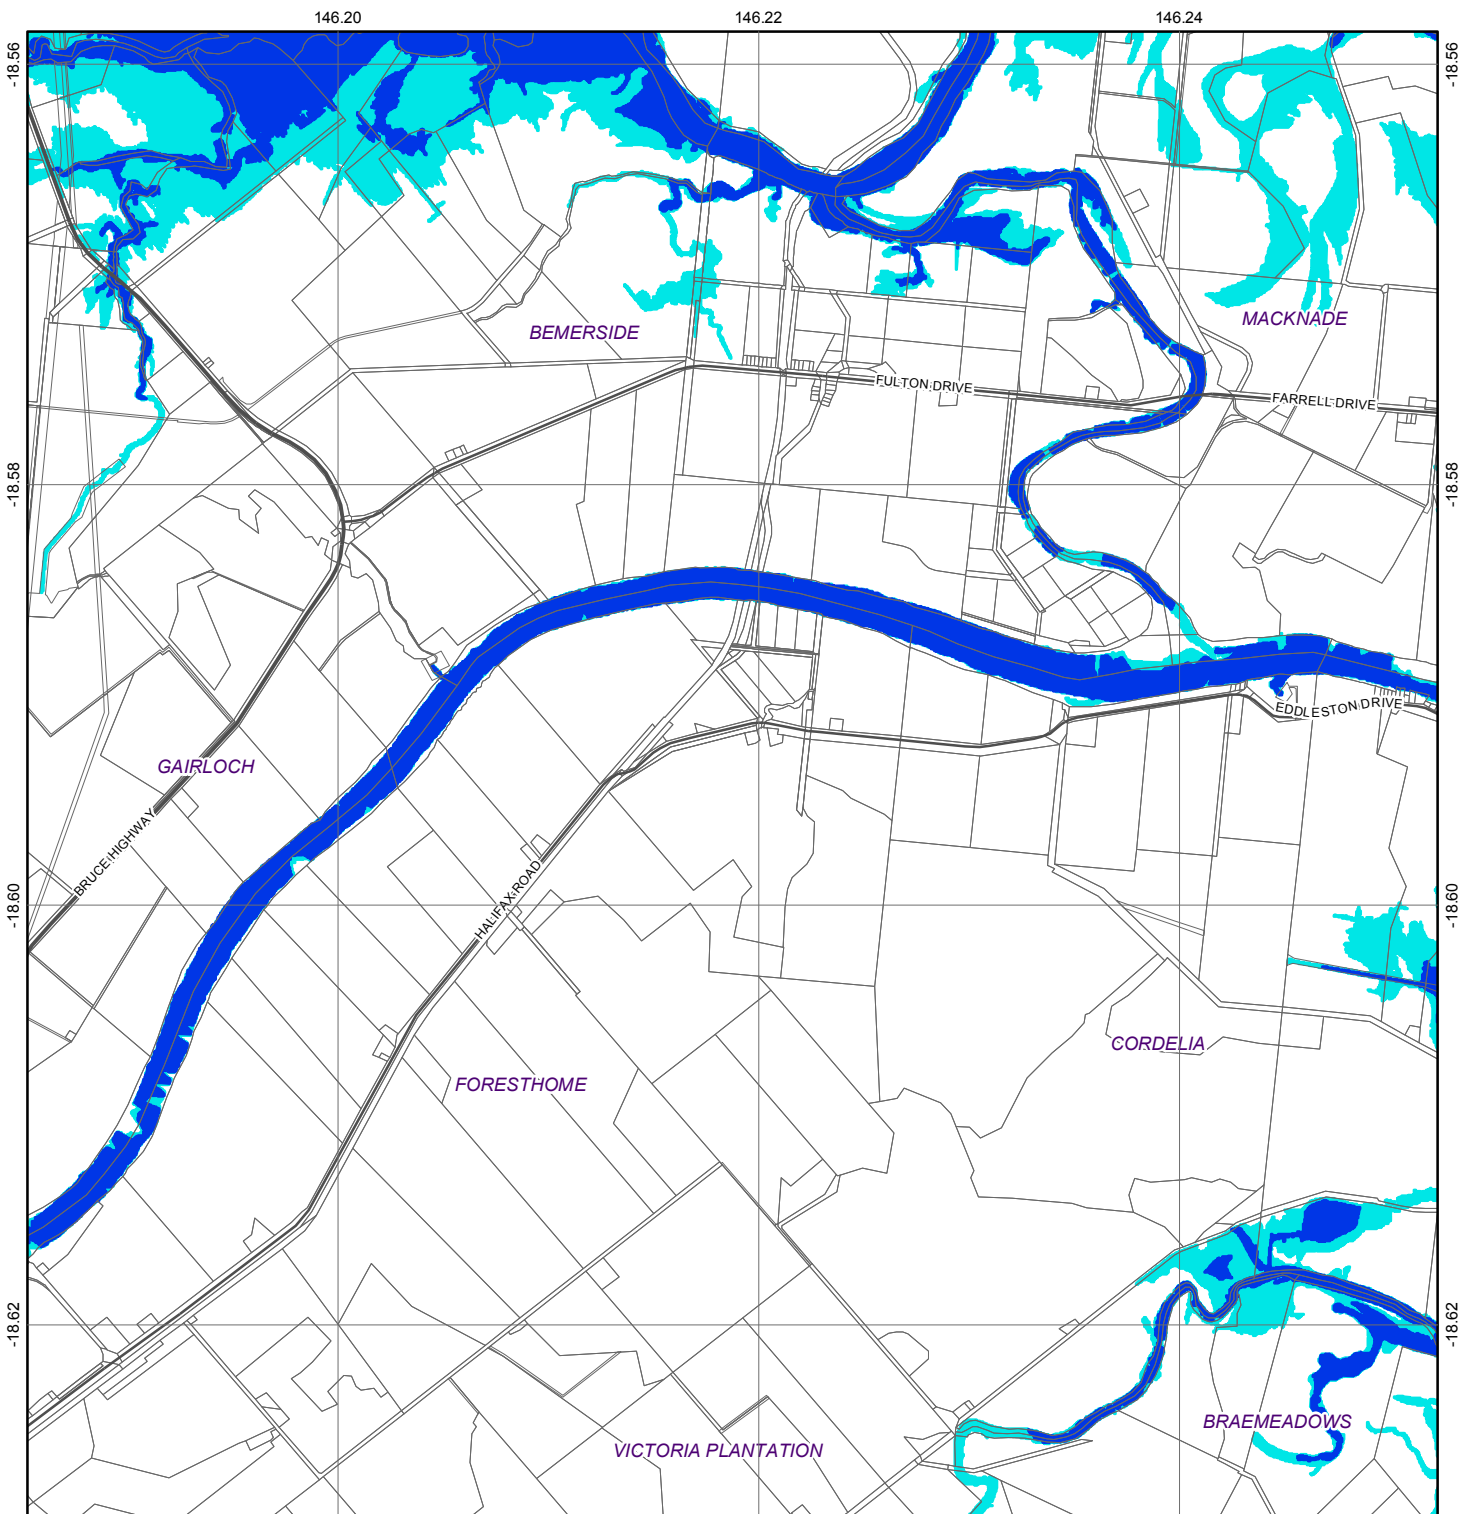 146.20
146.22
146.24
-18.56
-18.56
MACKNADE
BEMERSIDE
FULTON DRIVE
FARRELL DRIVE
-18.58
-18.58
EDDLESTON DRIVE
GAIRLOCH
BRUCE HIGHWAY
HALIFAX ROAD
-18.60
-18.60
CORDELIA
FORESTHOME
-18.62
-18.62
BRAEMEADOWS
VICTORIA PLANTATION